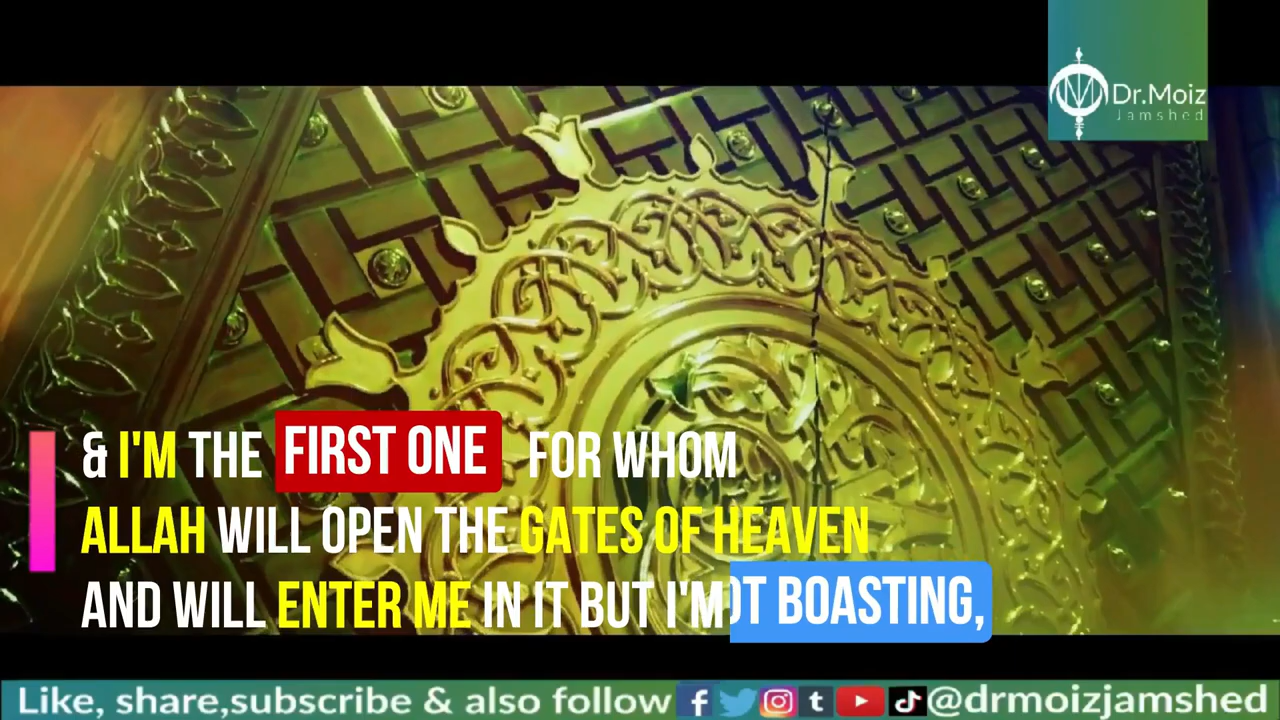 Dr.Moiz
Jamshed
& I'M THE FIRST ONE FOR WHOM
ALLAH WILL OPEN THE GATES OF HEAVEN
AND WILL ENTER ME IN IT BUT I'M OT BOASTING,
Like, share,subscribe & also follow @drmoizjamshed